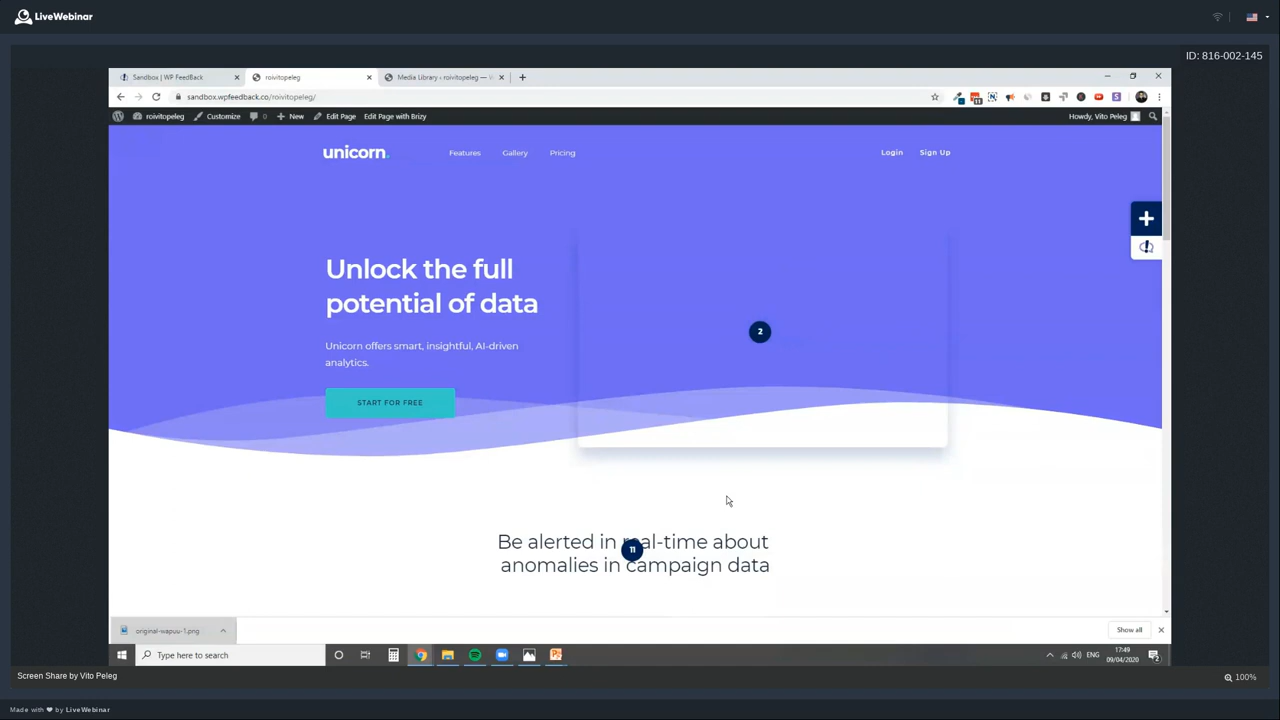 LiveWebinar
ID: 816-002-145
Sandbox | WP FeedBack
roivitopeleg
Media Library ‹ roivitopeleg —
sandbox.wpfeedback.co/roivitopeleg/
roivitopeleg
Customize
0
New
Edit Page
Edit Page with Brizy
Howdy, Vito Peleg
unicorn.
Features
Gallery
Pricing
Login
Sign Up
Unlock the full
potential of data
2
Unicorn offers smart, insightful, AI-driven
analytics.
START FOR FREE
Be alerted in real-time about
11
anomalies in campaign data
original-wapuu-1.png
Show all
Type here to search
ENG
17:49
09/04/2020
Screen Share by Vito Peleg
100%
Made with ❤ by LiveWebinar